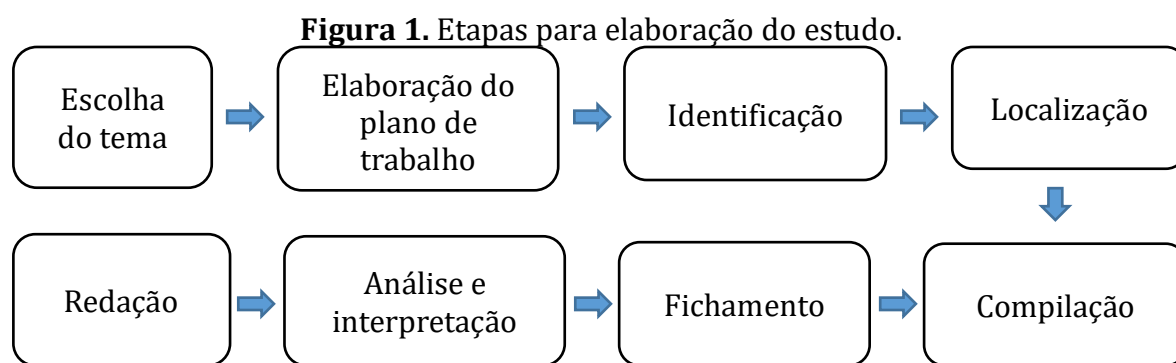 Figura 1. Etapas para elaboração do estudo.
Escolha
do tema
Elaboração do
plano de
trabalho
Identificação
Localização
Redação
Análise e
interpretação
Fichamento
Compilação